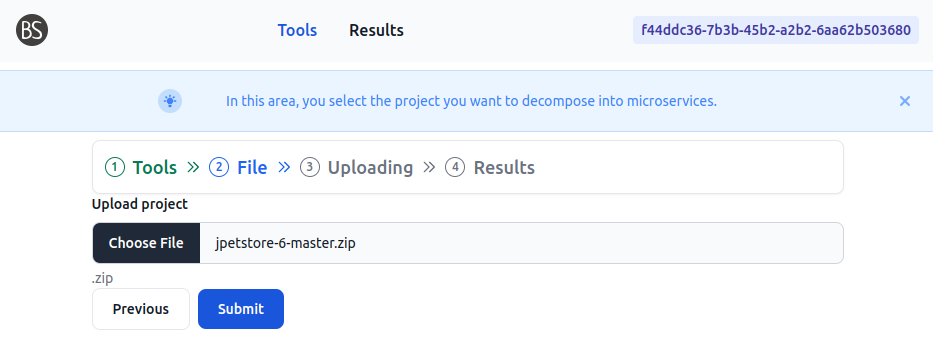 BS Tools Results f44ddc36-7b3b-45b2-a2b2-6aa62b503680
In this area, you select the project you want to decompose into microservices.
1 Tools 2 File 3 Uploading 4 Results
Upload project
Choose File jpetstore-6-master.zip
.zip
Previous Submit